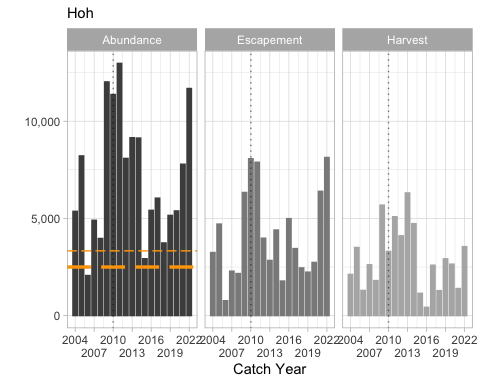 Hoh
Abundance Escapement Harvest
10,000
5,000
0
2004 2010 2016 2022 2004 2010 2016 2022 2004 2010 2016 2022
2007 2013 2019 2007 2013 2019 2007 2013 2019
Catch Year